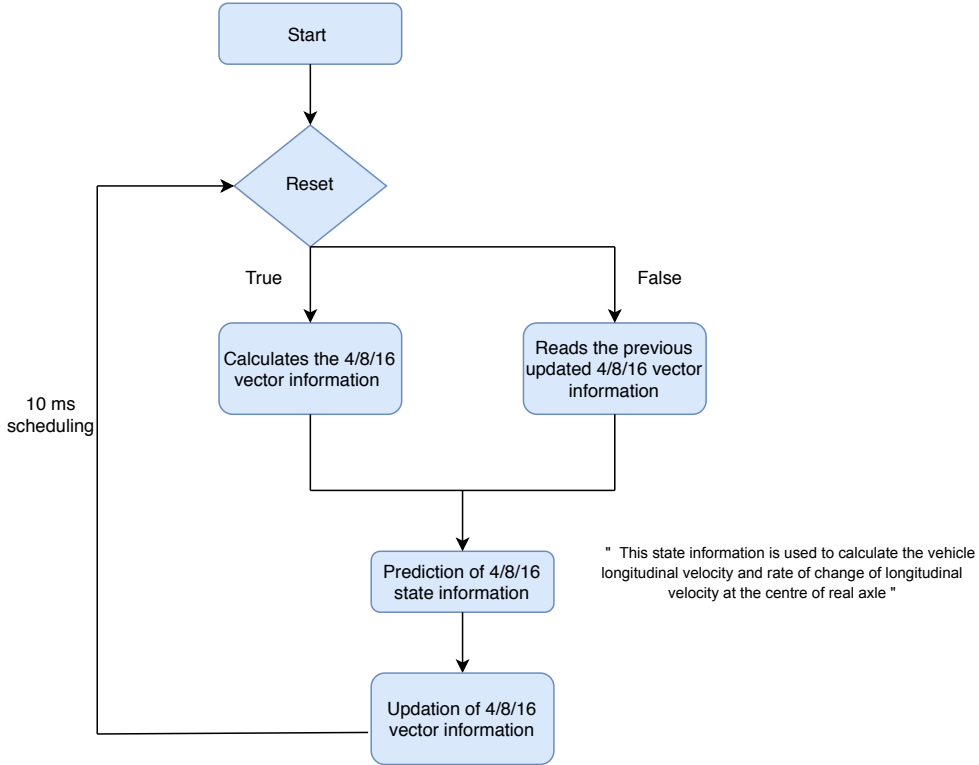 Start
Reset
True
False
Calculates the 4/8/16
vector information
Reads the previous
updated 4/8/16 vector
information
10 ms
scheduling
Prediction of 4/8/16
state information
" This state information is used to calculate the vehicle
longitudinal velocity and rate of change of longitudinal
velocity at the centre of real axle "
Updation of 4/8/16
vector information